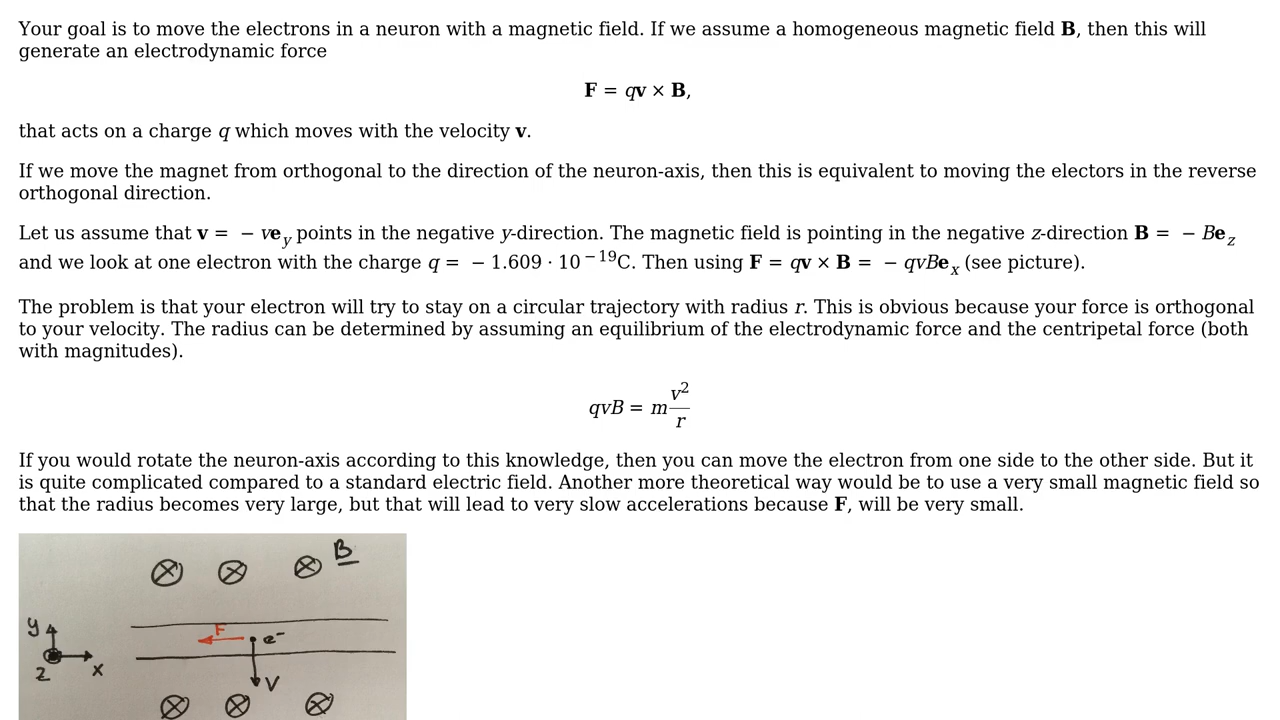 Your goal is to move the electrons in a neuron with a magnetic field. If we assume a homogeneous magnetic field B, then this will
generate an electrodynamic force
F = qv × B,
that acts on a charge q which moves with the velocity v.
If we move the magnet from orthogonal to the direction of the neuron-axis, then this is equivalent to moving the electors in the reverse
orthogonal direction.
Let us assume that v = − ve_y points in the negative y-direction. The magnetic field is pointing in the negative z-direction B = − Be_z
and we look at one electron with the charge q = − 1.609 · 10^−19C. Then using F = qv × B = − qvBe_x (see picture).
The problem is that your electron will try to stay on a circular trajectory with radius r. This is obvious because your force is orthogonal
to your velocity. The radius can be determined by assuming an equilibrium of the electrodynamic force and the centripetal force (both
with magnitudes).
qvB = m v^2/r
If you would rotate the neuron-axis according to this knowledge, then you can move the electron from one side to the other side. But it
is quite complicated compared to a standard electric field. Another more theoretical way would be to use a very small magnetic field so
that the radius becomes very large, but that will lead to very slow accelerations because F, will be very small.
B
y
F
e⁻
z
x
V